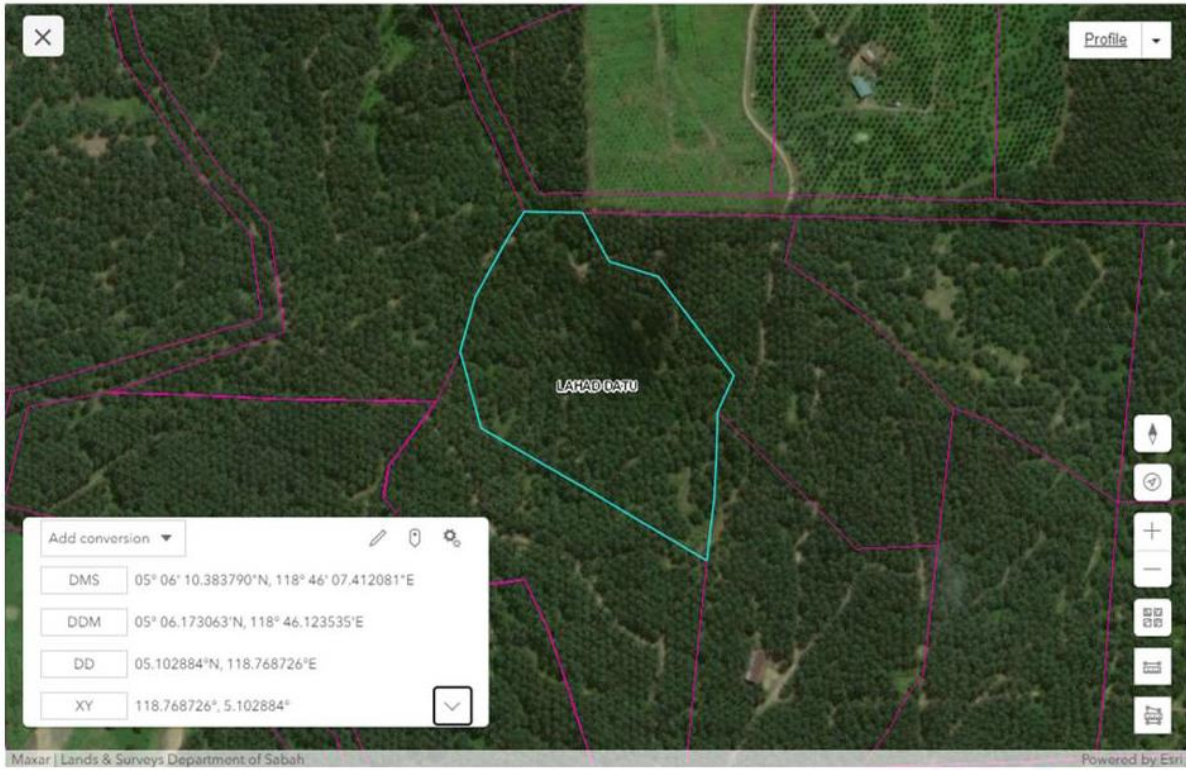 Profile
LAHAD DATU
Add conversion
DMS 05° 06' 10.383790"N, 118° 46' 07.412081"E
DDM 05° 06.173063'N, 118° 46.123535'E
DD 05.102884°N, 118.768726°E
XY 118.768726°, 5.102884°
Maxar | Lands & Surveys Department of Sabah
Powered by Esri